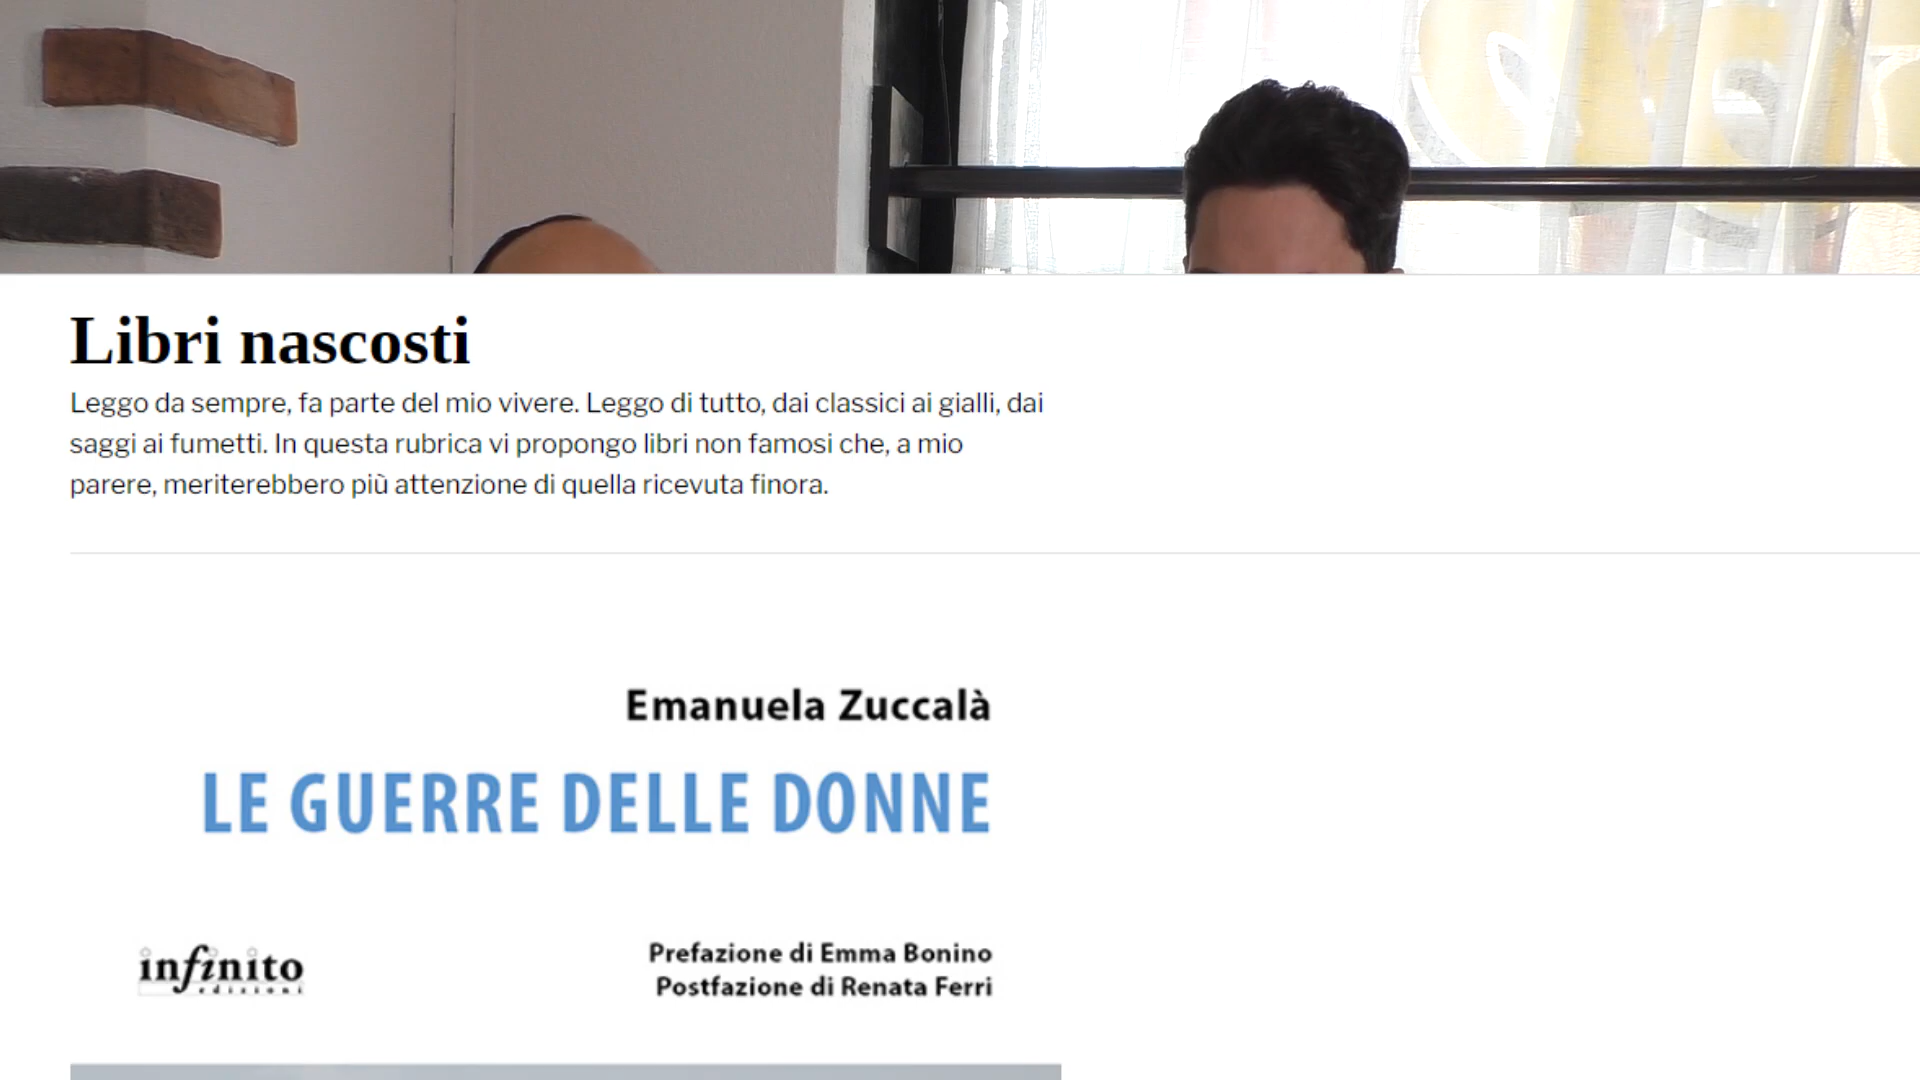 Libri nascosti
Leggo da sempre, fa parte del mio vivere. Leggo di tutto, dai classici ai gialli, dai
saggi ai fumetti. In questa rubrica vi propongo libri non famosi che, a mio
parere, meriterebbero più attenzione di quella ricevuta finora.
Emanuela Zuccalà
LE GUERRE DELLE DONNE
infinito
edizioni
Prefazione di Emma Bonino
Postfazione di Renata Ferri